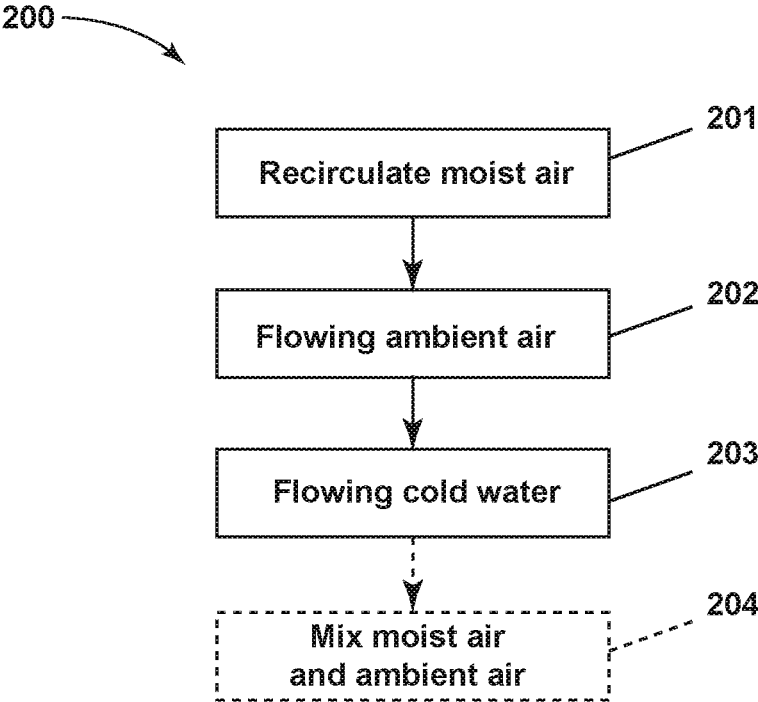 200
201
Recirculate moist air
202
Flowing ambient air
203
Flowing cold water
204
Mix moist air
and ambient air